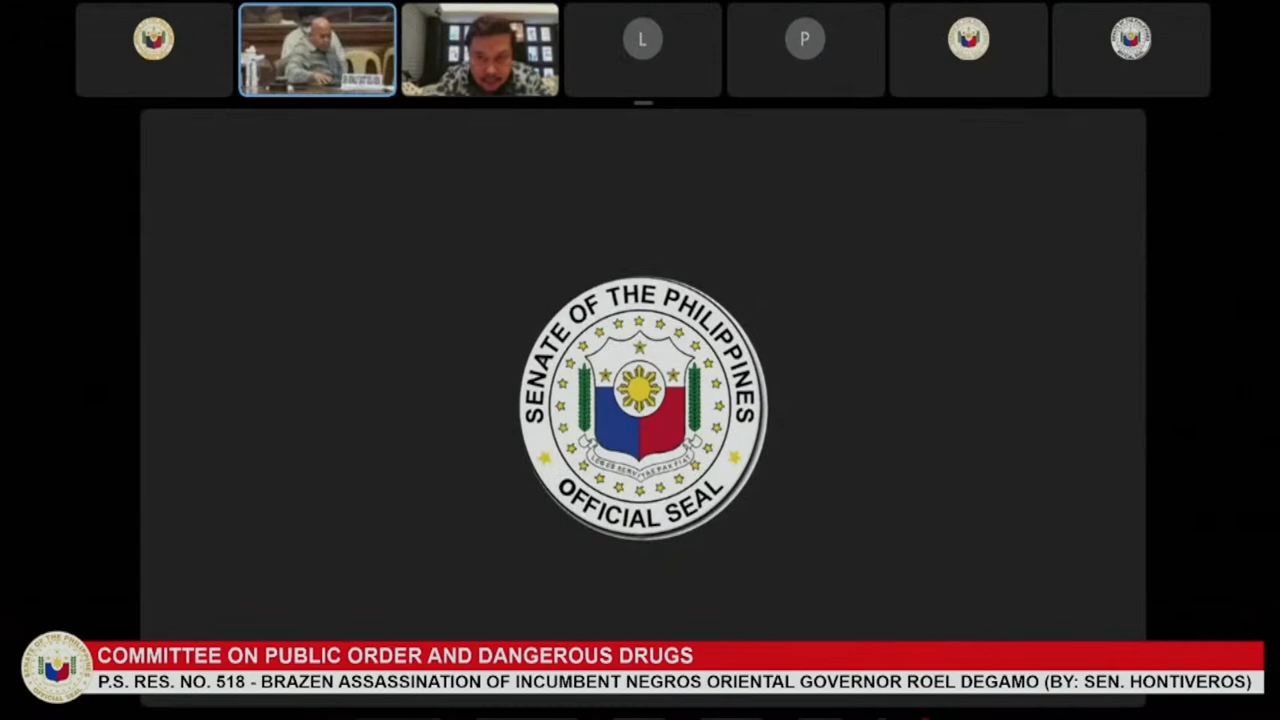 L
P
SENATE OF THE PHILIPPINES
OFFICIAL SEAL
COMMITTEE ON PUBLIC ORDER AND DANGEROUS DRUGS
P.S. RES. NO. 518 - BRAZEN ASSASSINATION OF INCUMBENT NEGROS ORIENTAL GOVERNOR ROEL DEGAMO (BY: SEN. HONTIVEROS)